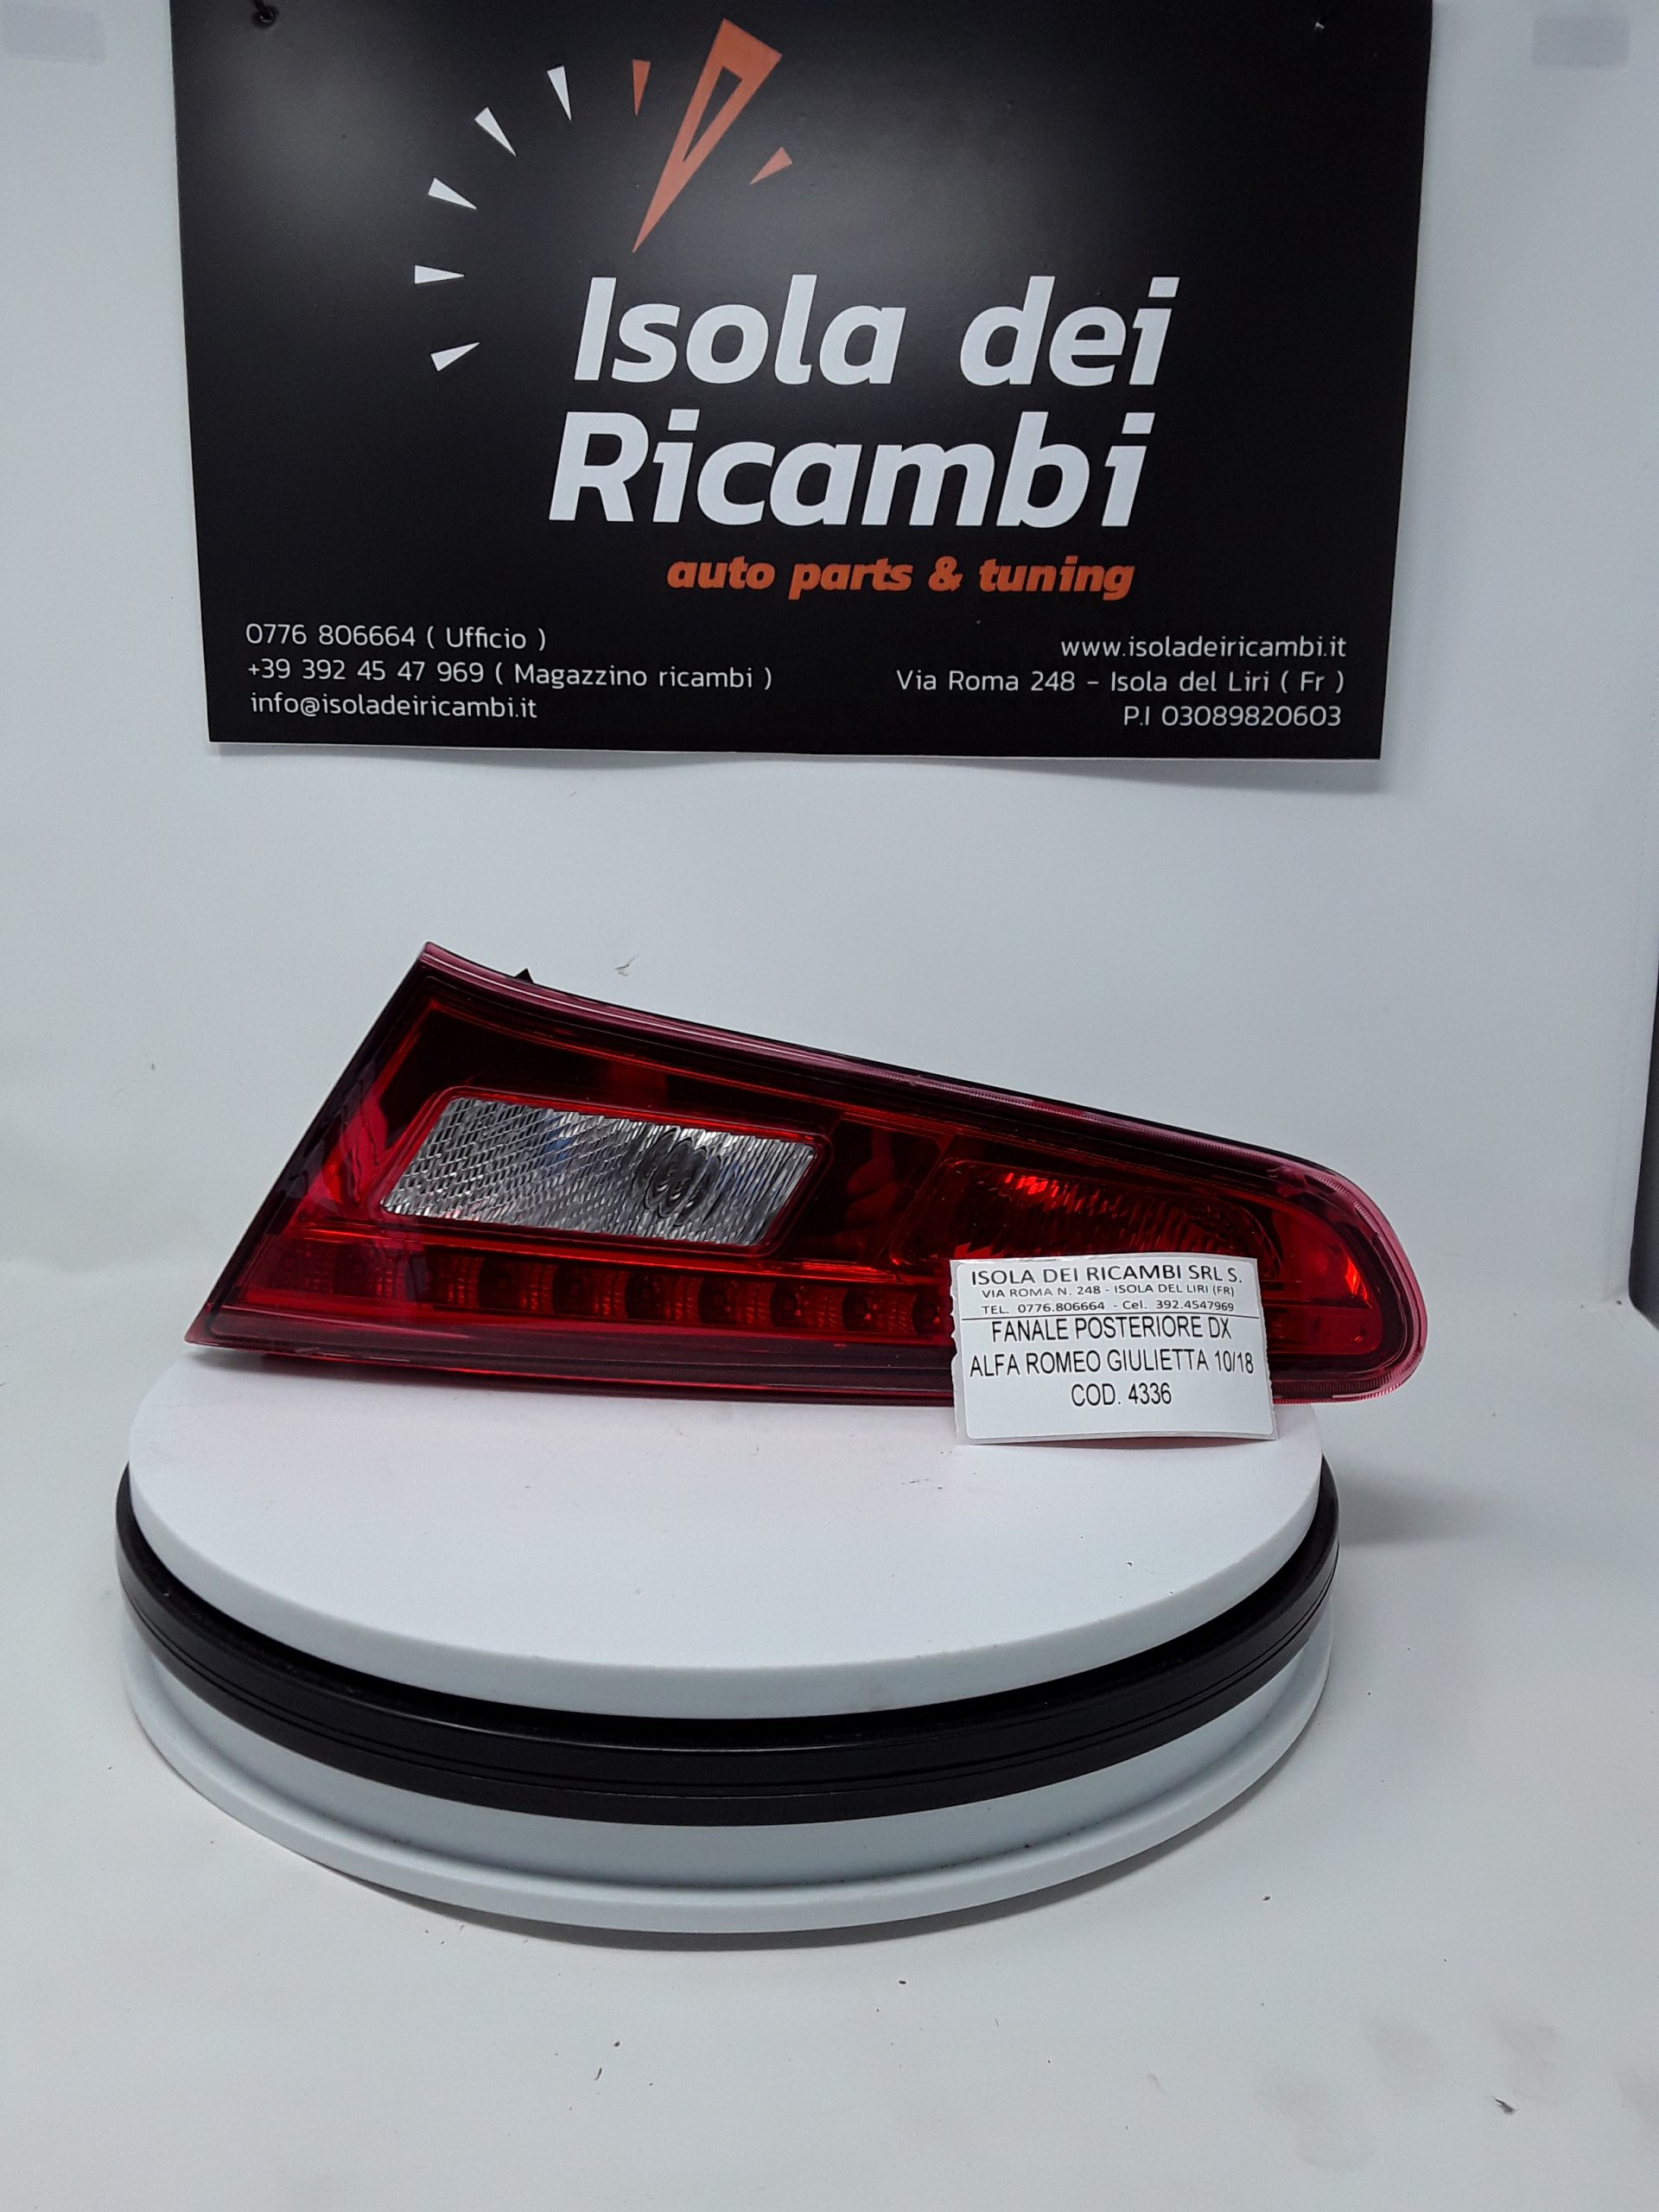 Isola dei
Ricambi
auto parts & tuning
0776 806664 ( Ufficio )
+39 392 45 47 969 ( Magazzino ricambi )
info@isoladeiricambi.it
www.isoladeiricambi.it
Via Roma 248 - Isola del Liri ( Fr )
P.I 03089820603
ISOLA DEI RICAMBI SRL S.
VIA ROMA N. 248 - ISOLA DEL LIRI (FR)
TEL. 0776.806664 - Cel. 392.4547969
FANALE POSTERIORE DX
ALFA ROMEO GIULIETTA 10/18
COD. 4336